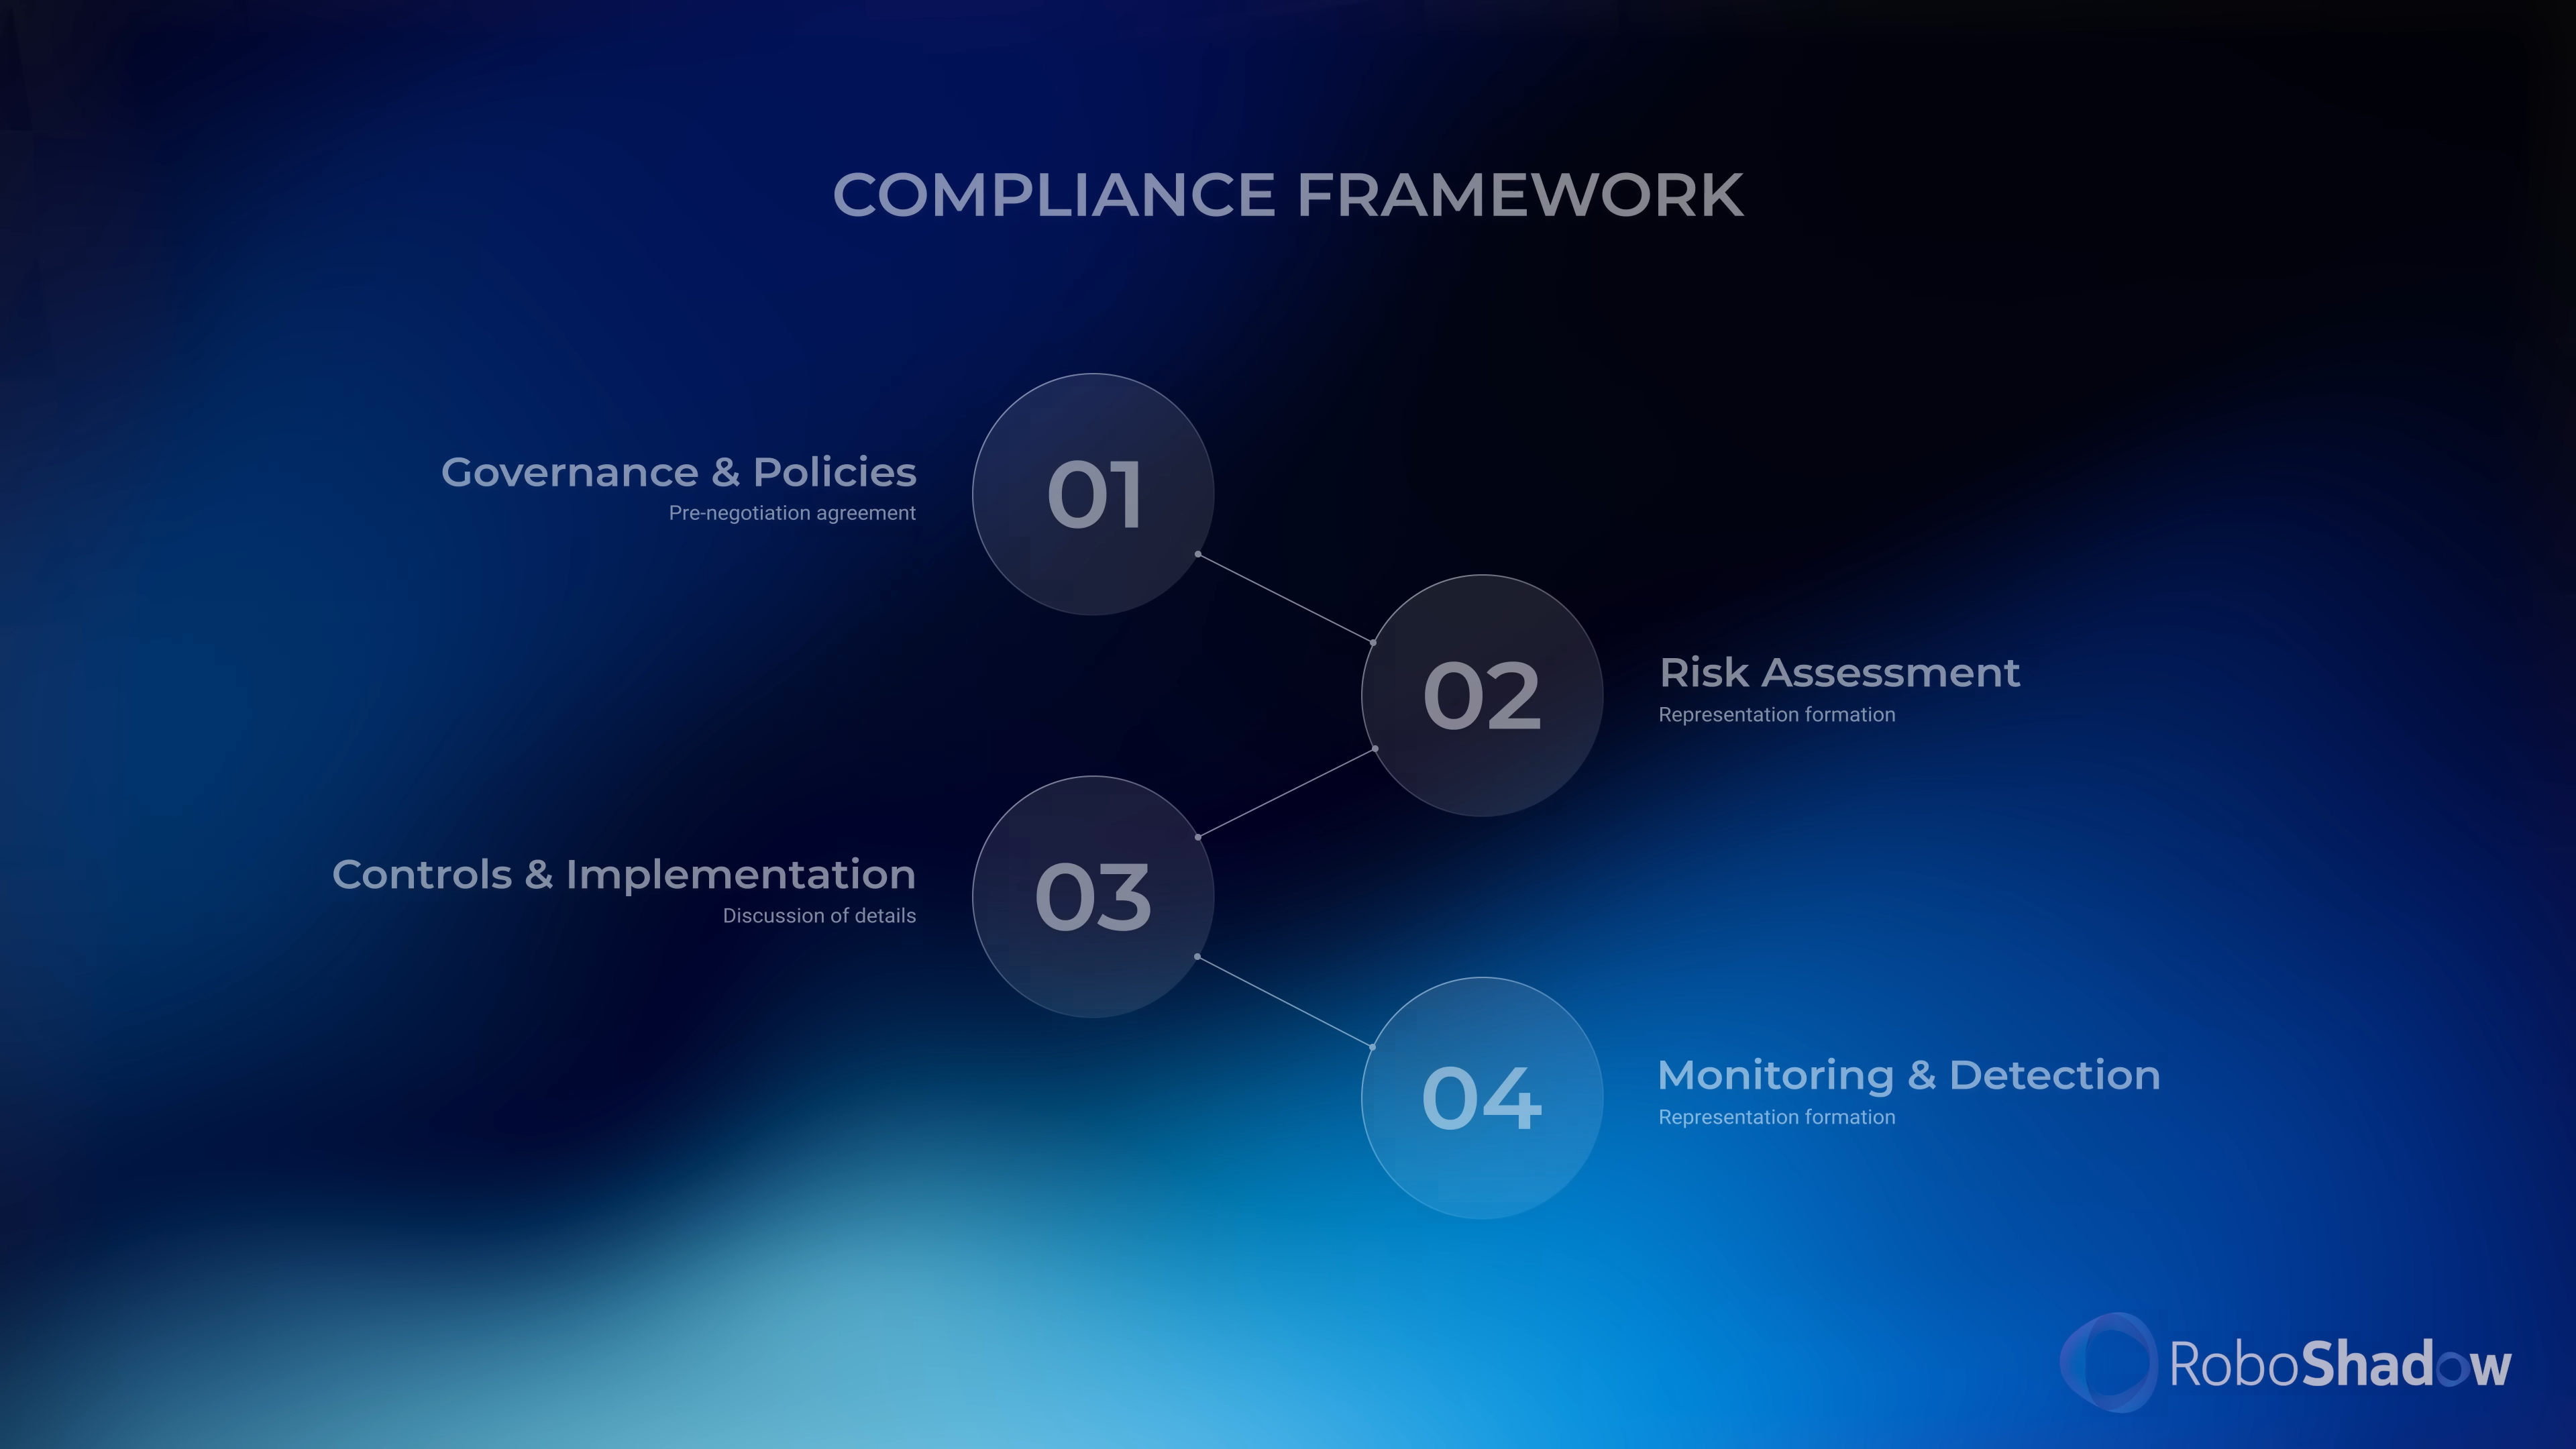 COMPLIANCE FRAMEWORK
01
Governance & Policies
Pre-negotiation agreement
02
Risk Assessment
Representation formation
03
Controls & Implementation
Discussion of details
04
Monitoring & Detection
Representation formation
RoboShadow